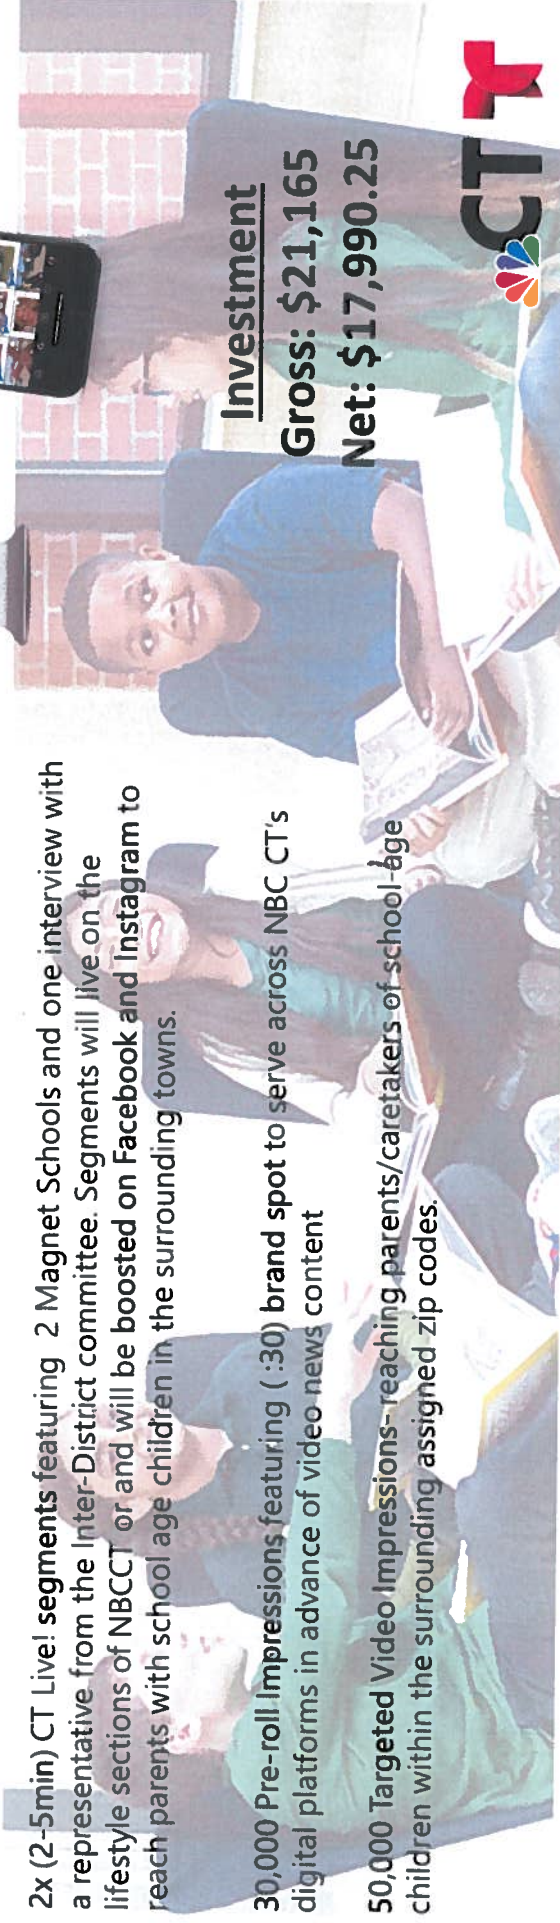 2x (2-5min) CT Live! segments featuring 2 Magnet Schools and one interview with
a representative from the Inter-District committee. Segments will live on the
lifestyle sections of NBCCT or and will be boosted on Facebook and Instagram to
reach parents with school age children in the surrounding towns.
30,000 Pre-roll Impressions featuring ( :30) brand spot to serve across NBC CT's
digital platforms in advance of video news content
50,000 Targeted Video Impressions- reaching parents/caretakers of school-age
children within the surrounding assigned zip codes.
Investment
Gross: $21,165
Net: $17,990.25
CT